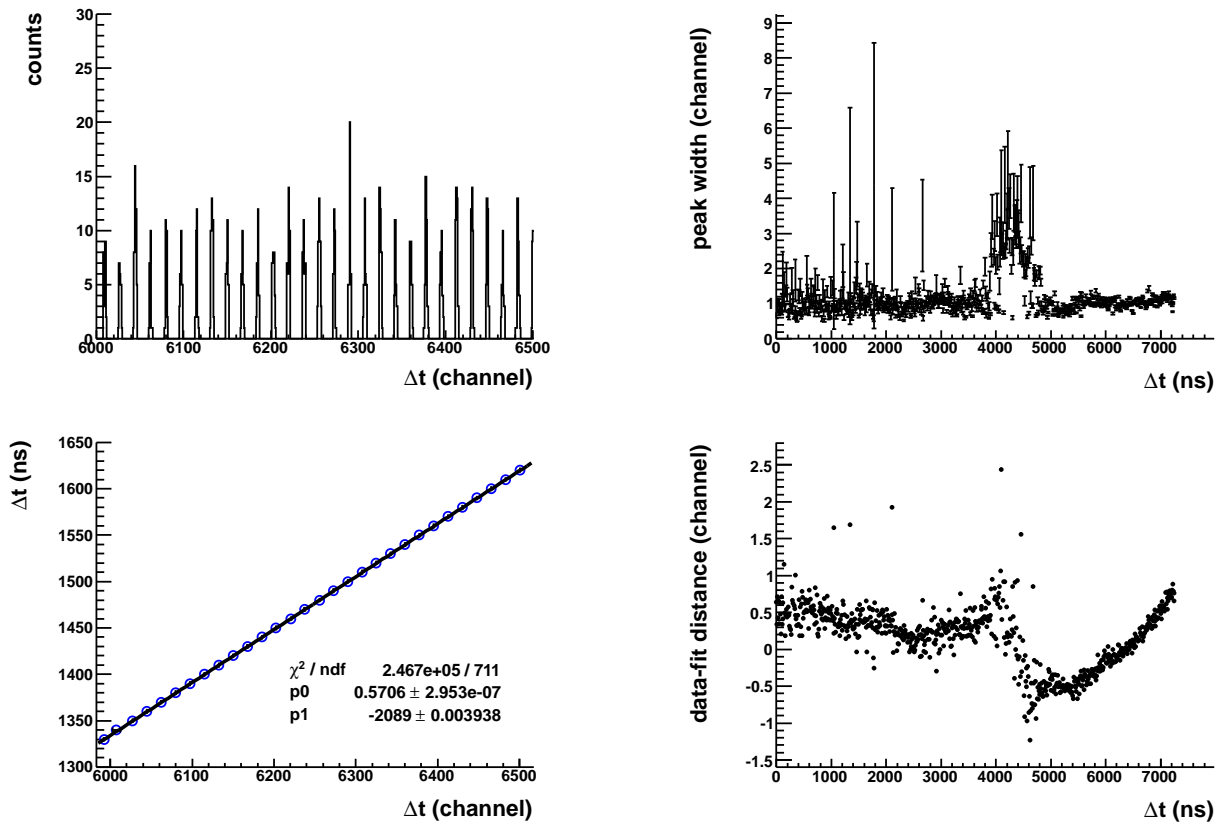 counts
30
25
20
15
10
5
0
6000 6100 6200 6300 6400 6500
Δt (channel)
peak width (channel)
9
8
7
6
5
4
3
2
1
0
0 1000 2000 3000 4000 5000 6000 7000
Δt (ns)
Δt (ns)
1650
1600
1550
1500
1450
1400
1350
1300
χ² / ndf 2.467e+05 / 711
p0 0.5706 ± 2.953e-07
p1 -2089 ± 0.003938
6000 6100 6200 6300 6400 6500
Δt (channel)
data-fit distance (channel)
2.5
2
1.5
1
0.5
0
-0.5
-1
-1.5
0 1000 2000 3000 4000 5000 6000 7000
Δt (ns)